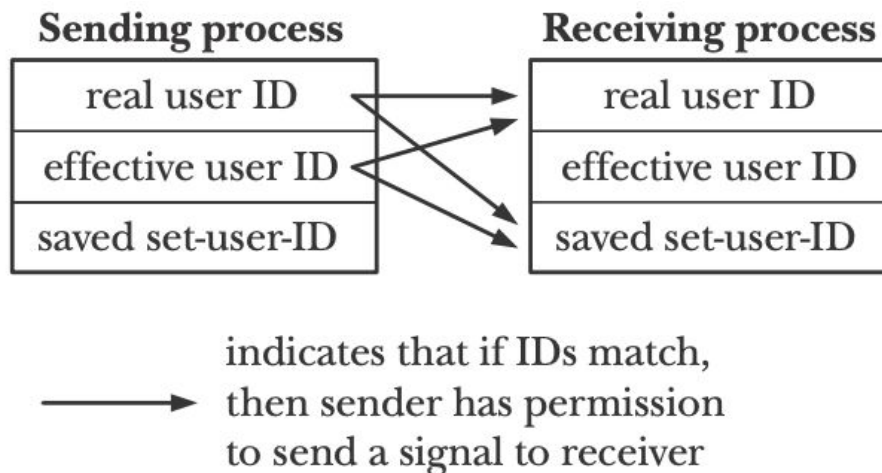 Sending process
Receiving process
real user ID
effective user ID
saved set-user-ID
real user ID
effective user ID
saved set-user-ID
indicates that if IDs match,
then sender has permission
to send a signal to receiver